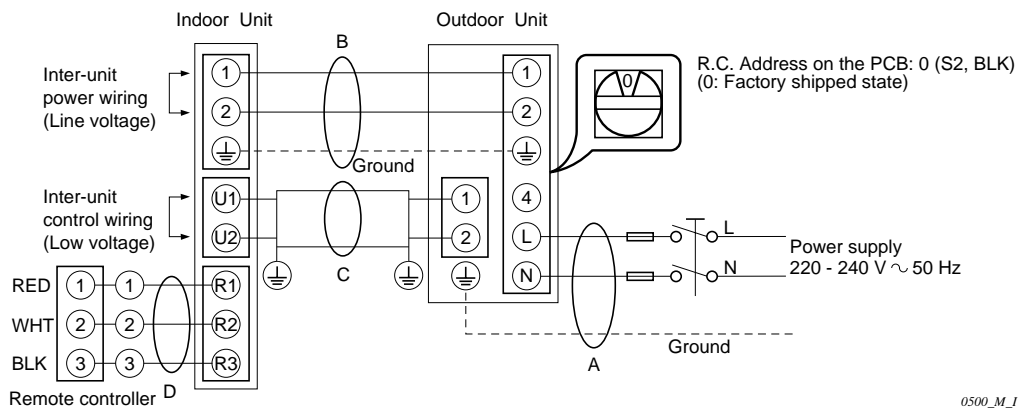 Indoor Unit
Outdoor Unit
B
R.C. Address on the PCB: 0 (S2, BLK)
(0: Factory shipped state)
0
Inter-unit
power wiring
(Line voltage)
1
2
1
2
Ground
Inter-unit
control wiring
(Low voltage)
U1
U2
C
1
2
4
L
N
L
N
Power supply
220 - 240 V ∼ 50 Hz
Ground
A
RED 1 1 R1
WHT 2 2 R2
BLK 3 3 R3
Remote controller
D
0500_M_I